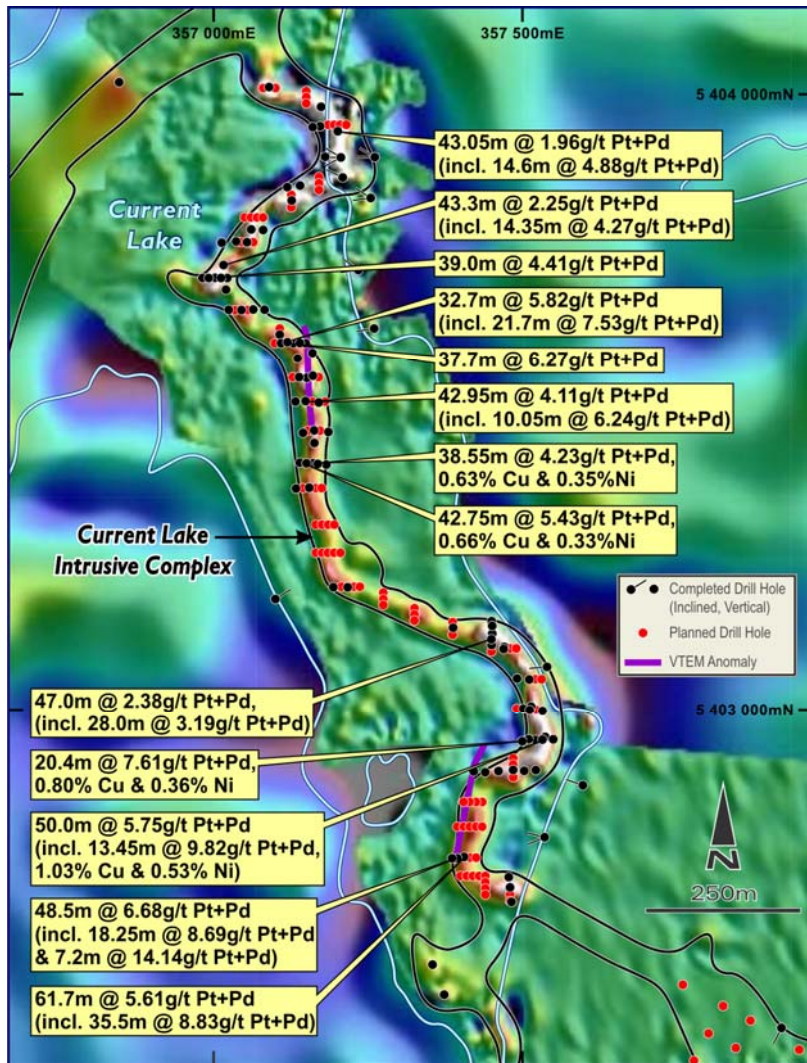 357 000mE
357 500mE
5 404 000mN
43.05m @ 1.96g/t Pt+Pd
(incl. 14.6m @ 4.88g/t Pt+Pd)
Current
Lake
43.3m @ 2.25g/t Pt+Pd
(incl. 14.35m @ 4.27g/t Pt+Pd)
39.0m @ 4.41g/t Pt+Pd
32.7m @ 5.82g/t Pt+Pd
(incl. 21.7m @ 7.53g/t Pt+Pd)
37.7m @ 6.27g/t Pt+Pd
42.95m @ 4.11g/t Pt+Pd
(incl. 10.05m @ 6.24g/t Pt+Pd)
38.55m @ 4.23g/t Pt+Pd,
0.63% Cu & 0.35%Ni
42.75m @ 5.43g/t Pt+Pd,
0.66% Cu & 0.33%Ni
Current Lake
Intrusive Complex
Completed Drill Hole
(Inclined, Vertical)
Planned Drill Hole
VTEM Anomaly
47.0m @ 2.38g/t Pt+Pd,
(incl. 28.0m @ 3.19g/t Pt+Pd)
5 403 000mN
20.4m @ 7.61g/t Pt+Pd,
0.80% Cu & 0.36% Ni
50.0m @ 5.75g/t Pt+Pd
(incl. 13.45m @ 9.82g/t Pt+Pd,
1.03% Cu & 0.53% Ni)
N
250m
48.5m @ 6.68g/t Pt+Pd
(incl. 18.25m @ 8.69g/t Pt+Pd
& 7.2m @ 14.14g/t Pt+Pd)
61.7m @ 5.61g/t Pt+Pd
(incl. 35.5m @ 8.83g/t Pt+Pd)